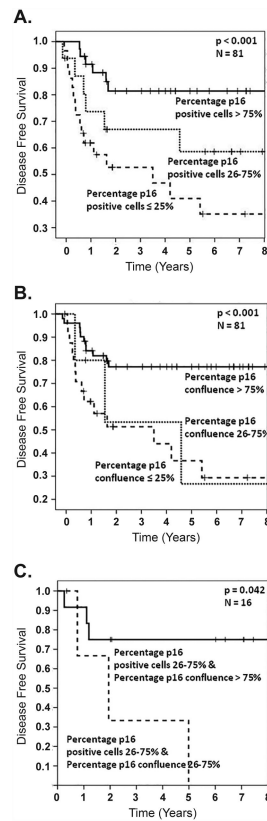 A.
p < 0.001
N = 81
Disease Free Survival
1.0
0.9
0.8
0.7
0.6
0.5
0.4
0.3
Percentage p16
positive cells > 75%
Percentage p16
positive cells 26-75%
Percentage p16
positive cells ≤ 25%
0 1 2 3 4 5 6 7 8
Time (Years)
B.
p < 0.001
N = 81
Disease Free Survival
1.0
0.9
0.8
0.7
0.6
0.5
0.4
0.3
0.2
Percentage p16
confluence > 75%
Percentage p16
confluence 26-75%
Percentage p16
confluence ≤ 25%
0 1 2 3 4 5 6 7 8
Time (Years)
C.
p = 0.042
N = 16
Disease Free Survival
1.0
0.9
0.8
0.7
0.6
0.5
0.4
0.3
0.2
0.1
Percentage p16
positive cells 26-75% &
Percentage p16 confluence > 75%
Percentage p16
positive cells 26-75% &
Percentage p16 confluence 26-75%
0 1 2 3 4 5 6 7 8
Time (Years)